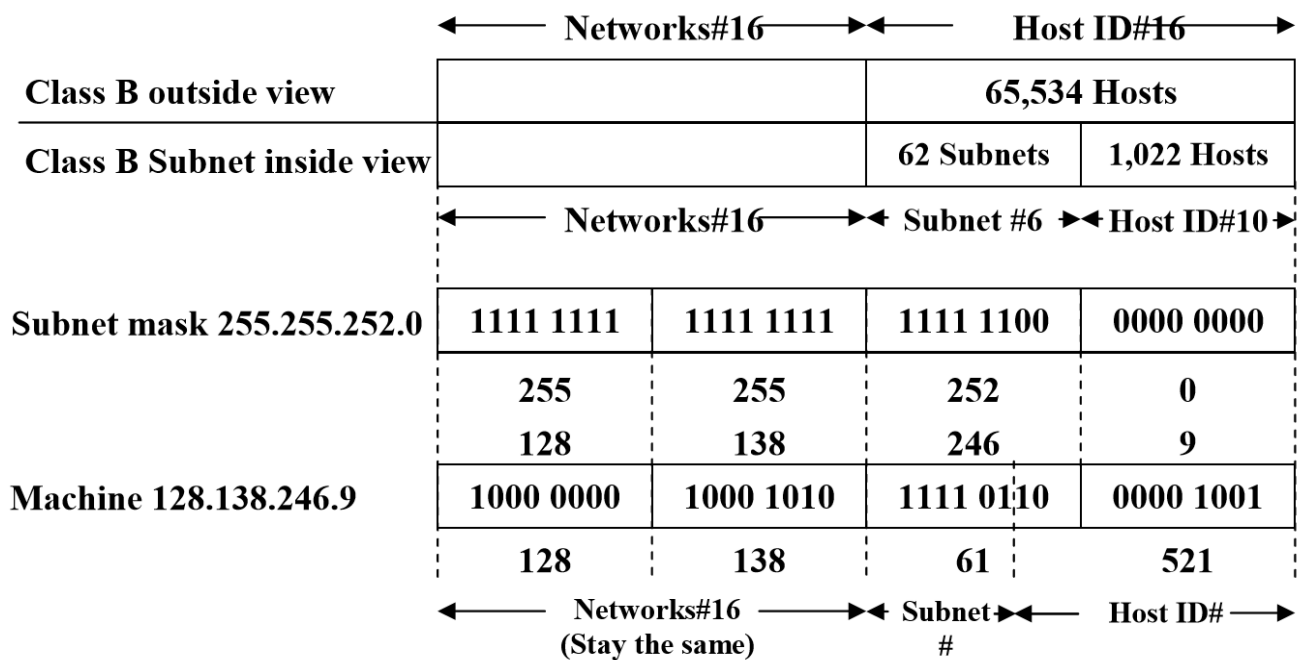 Networks#16 Host ID#16
Class B outside view 65,534 Hosts
Class B Subnet inside view 62 Subnets 1,022 Hosts
Networks#16 Subnet #6 Host ID#10
Subnet mask 255.255.252.0 1111 1111 1111 1111 1111 1100 0000 0000
255 255 252 0
128 138 246 9
Machine 128.138.246.9 1000 0000 1000 1010 1111 0110 0000 1001
128 138 61 521
Networks#16 Subnet Host ID#
(Stay the same) #